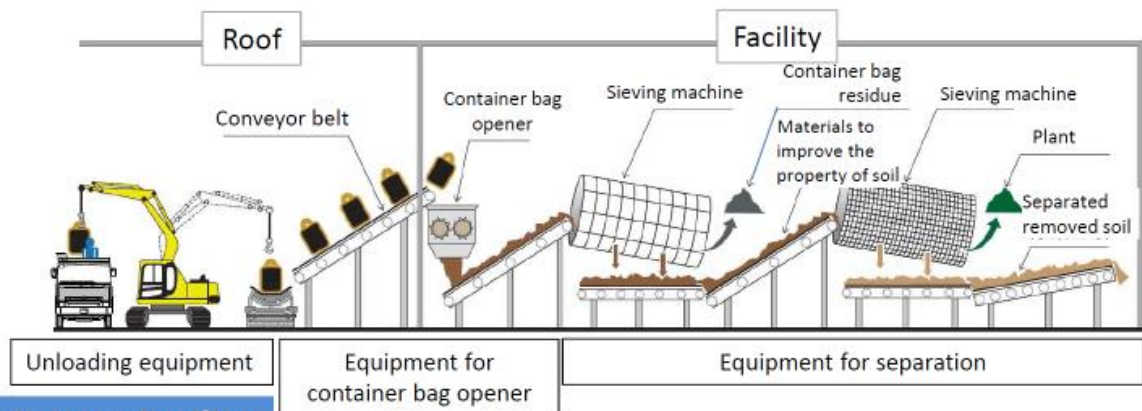 Roof
Facility
Conveyor belt
Container bag
opener
Sieving machine
Container bag
residue
Materials to
improve the
property of soil
Sieving machine
Plant
Separated
removed soil
Unloading equipment
Equipment for
container bag opener
Equipment for separation